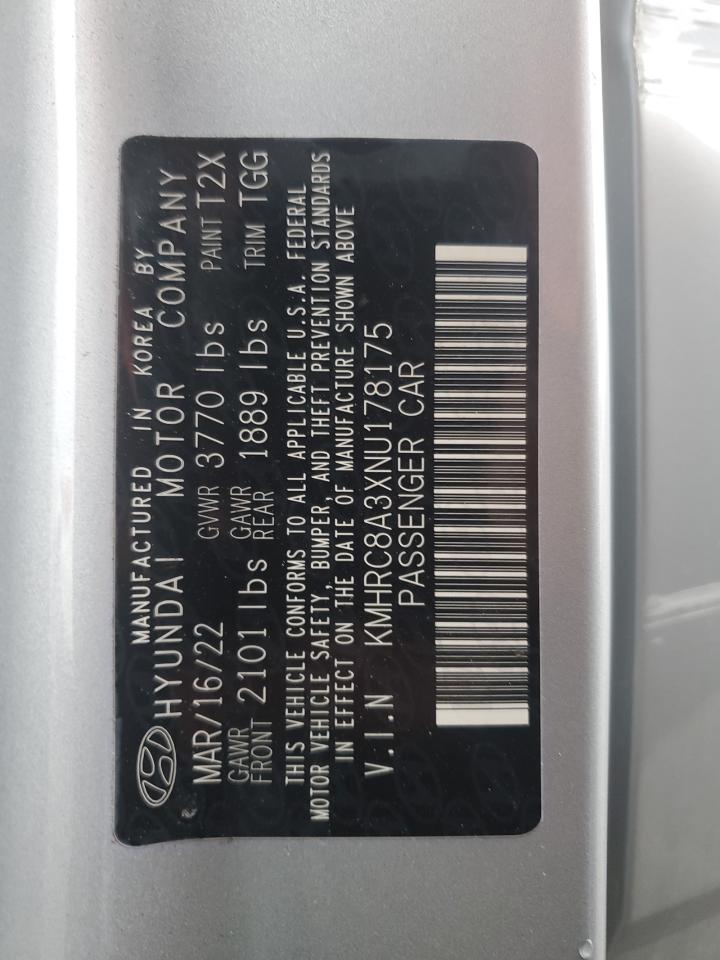 MANUFACTURED IN KOREA BY
HYUNDAI MOTOR COMPANY
MAR/16/22 GVWR 3770 lbs PAINT T2X
GAWR FRONT 2101 lbs GAWR REAR 1889 lbs TRIM TGG
THIS VEHICLE CONFORMS TO ALL APPLICABLE U.S.A. FEDERAL
MOTOR VEHICLE SAFETY, BUMPER, AND THEFT PREVENTION STANDARDS
IN EFFECT ON THE DATE OF MANUFACTURE SHOWN ABOVE
V.I.N KMHRC8A3XNU178175
PASSENGER CAR